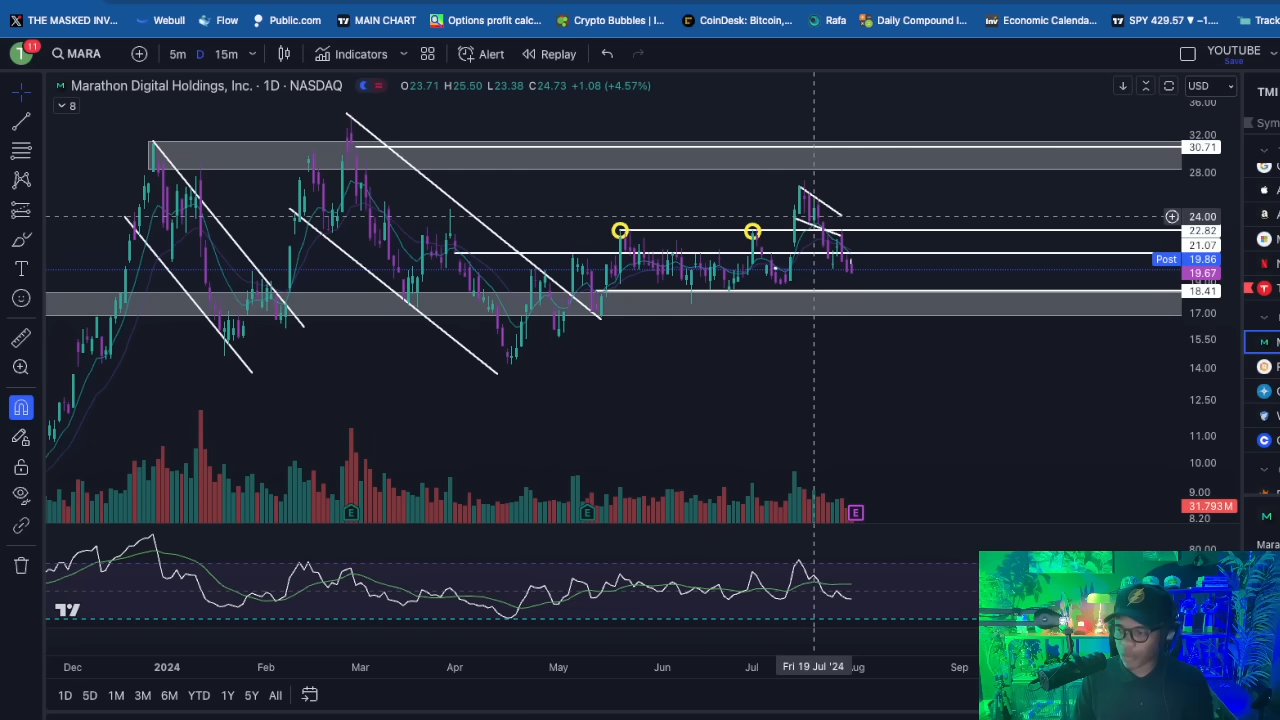 THE MASKED INV... Webull Flow Public.com MAIN CHART Options profit calc... Crypto Bubbles | I... CoinDesk: Bitcoin,... Rafa Daily Compound I... Economic Calenda... SPY 429.57 ▼ −1.... Track
11 T MARA 5m D 15m Indicators Alert Replay YOUTUBE
Save
Marathon Digital Holdings, Inc. · 1D · NASDAQ O23.71 H25.50 L23.38 C24.73 +1.08 (+4.57%) USD TMI
8
36.00
32.00
30.71
28.00
24.00
22.82
21.07
Post 19.86
19.67
18.41
17.00
15.50
14.00
12.50
11.00
10.00
9.00
31.793M
8.20
E E E
80.00
Mara
Dec 2024 Feb Mar Apr May Jun Jul Fri 19 Jul '24 Sep
1D 5D 1M 3M 6M YTD 1Y 5Y All